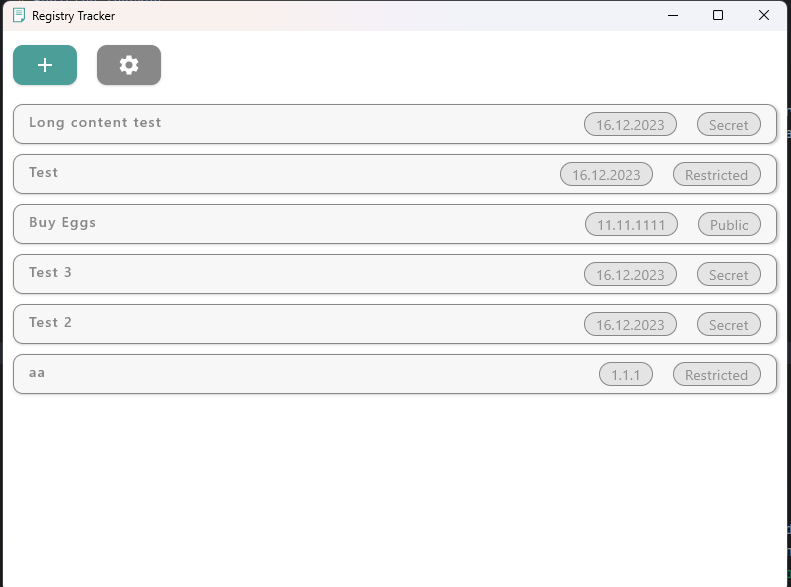 Registry Tracker
Long content test 16.12.2023 Secret
Test 16.12.2023 Restricted
Buy Eggs 11.11.1111 Public
Test 3 16.12.2023 Secret
Test 2 16.12.2023 Secret
aa 1.1.1 Restricted